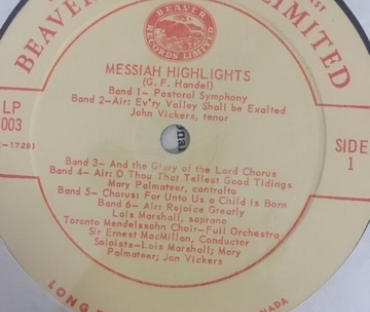 BEAVER
LIMITED
BEAVER
RECORDS LIMITED
MESSIAH HIGHLIGHTS
(G. F. Handel)
Band 1- Pastoral Symphony
Band 2-Air: Ev'ry Valley Shall be Exalted
John Vickers, tenor
LP
003
-1728)
SIDE
1
Band 3- And the Glory of the Lord Chorus
Band 4- Air: O Thou That Tellest Good Tidings
Mary Palmateer, contralto
Band 5- Chorus: For Unto Us a Child is Born
Band 6- Air: Rejoice Greatly
Lois Marshall, soprano
Toronto Mendelssohn Choir-Full Orchestra
Sir Ernest MacMillan, Conductor
Soloists-Lois Marshall; Mary
Palmateer; Jon Vickers
LONG